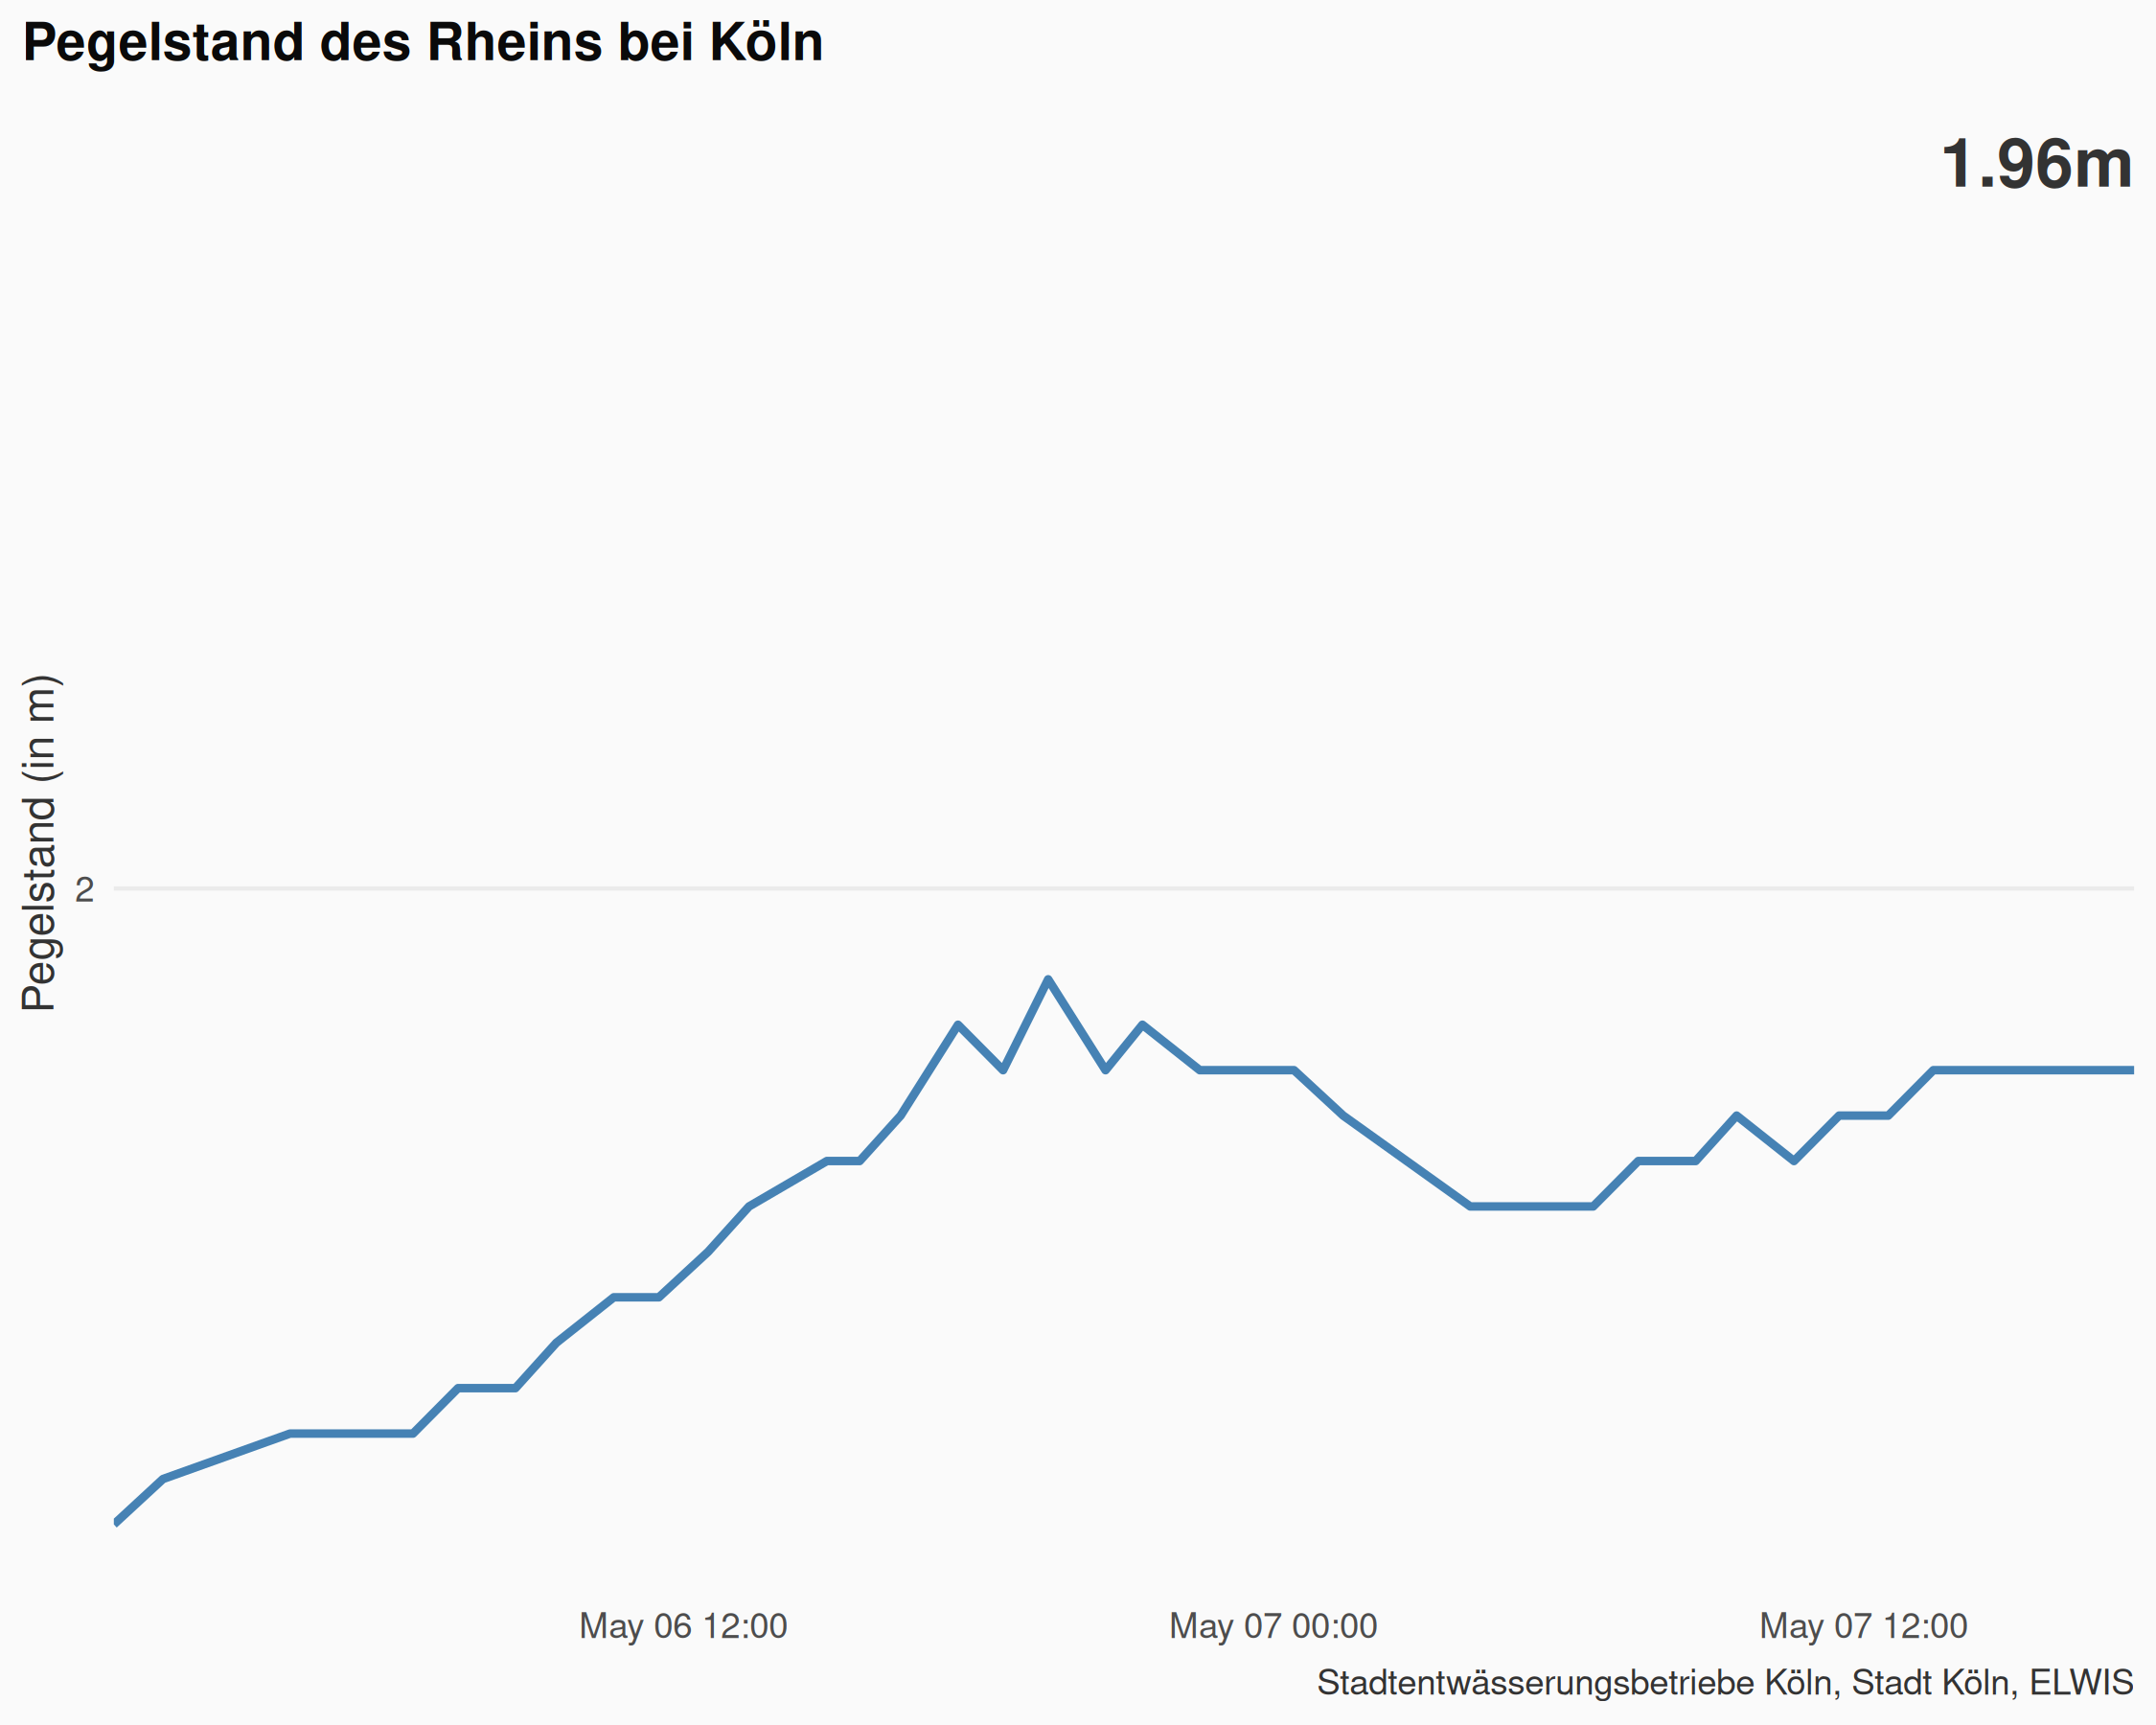 Pegelstand des Rheins bei Köln
1.96m
Pegelstand (in m)
2
May 06 12:00
May 07 00:00
May 07 12:00
Stadtentwässerungsbetriebe Köln, Stadt Köln, ELWIS